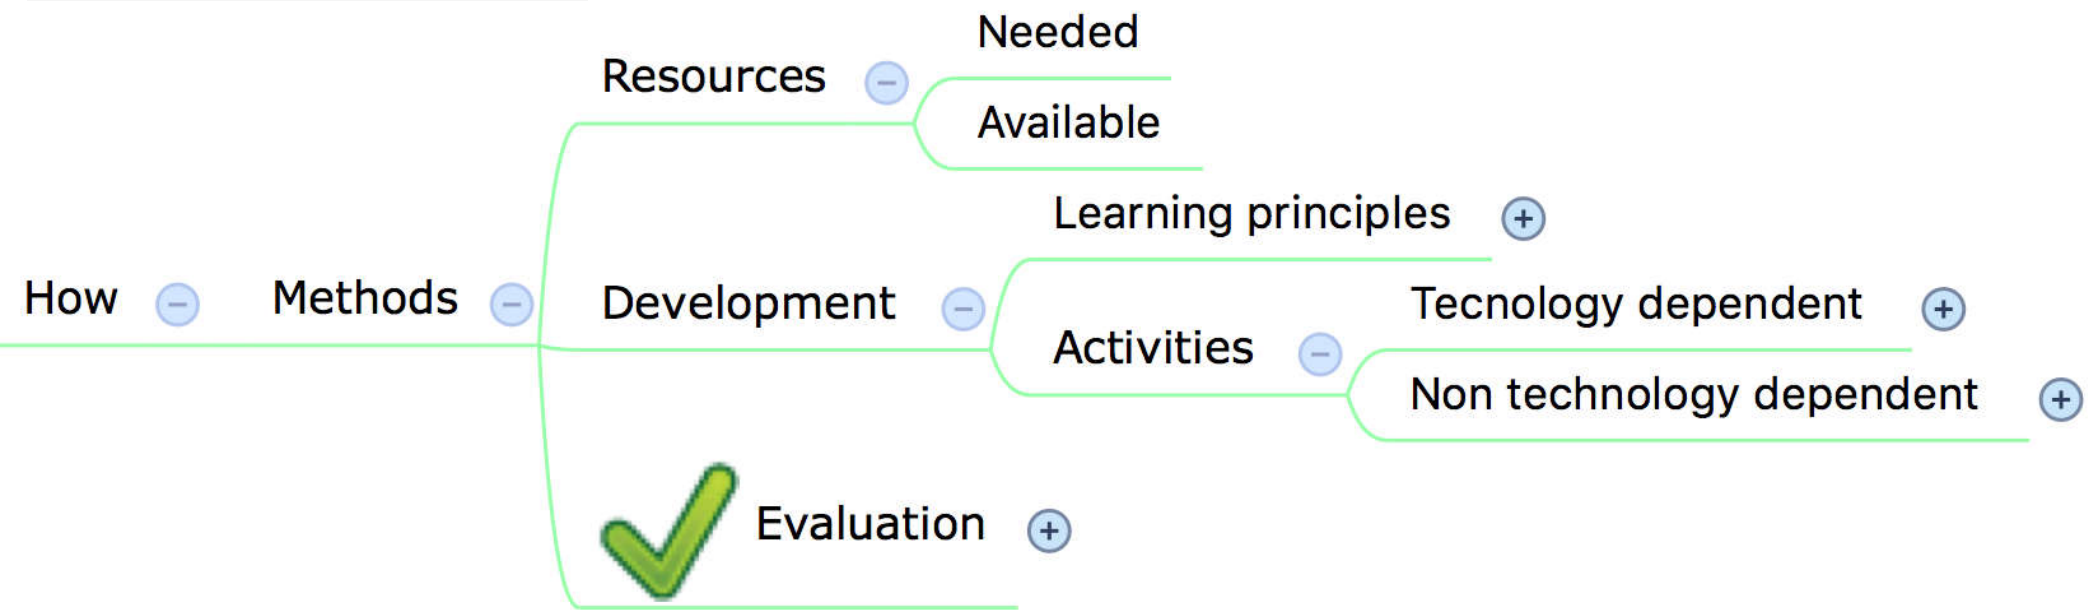 How
Methods
Resources
Needed
Available
Development
Learning principles
Activities
Tecnology dependent
Non technology dependent
Evaluation